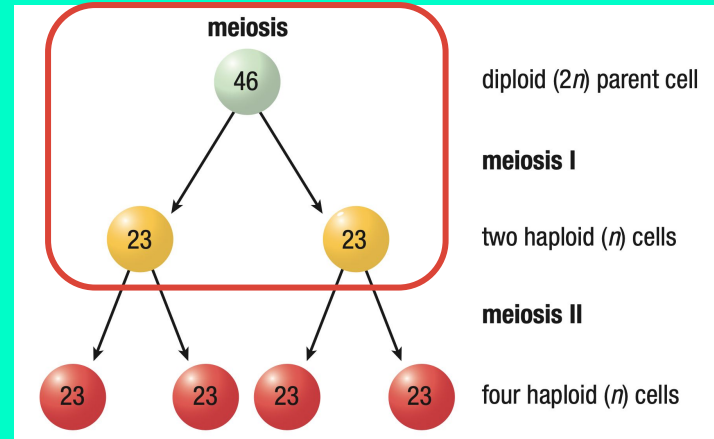 meiosis
46
diploid (2n) parent cell
meiosis I
23 23 two haploid (n) cells
meiosis II
23 23 23 23 four haploid (n) cells